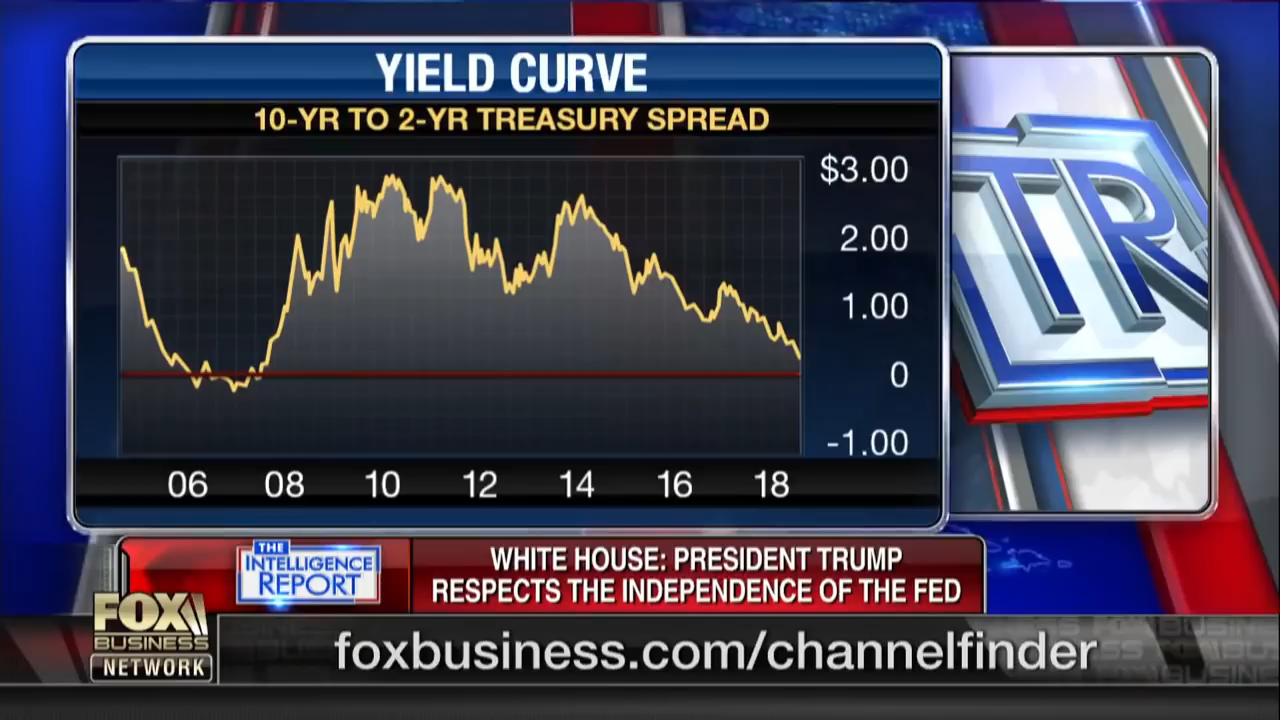 YIELD CURVE
10-YR TO 2-YR TREASURY SPREAD
$3.00
2.00
1.00
0
-1.00
06 08 10 12 14 16 18
TR
THE
INTELLIGENCE
REPORT
WHITE HOUSE: PRESIDENT TRUMP
RESPECTS THE INDEPENDENCE OF THE FED
FOX
BUSINESS
NETWORK
foxbusiness.com/channelfinder